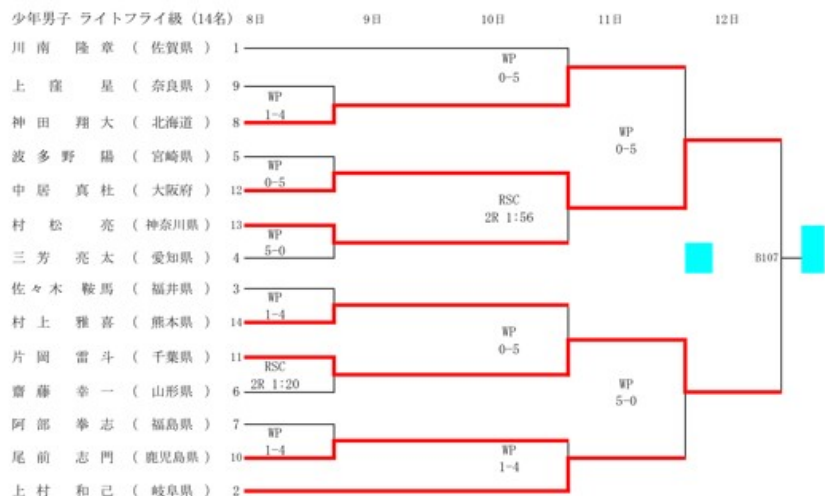 少年男子 ライトフライ級 (14名) 8日 9日 10日 11日 12日
川南 隆章 ( 佐賀県 ) 1
WP
0-5
上窪 星 ( 奈良県 ) 9
WP
1-4
神田 翔大 ( 北海道 ) 8
WP
0-5
波多野 陽 ( 宮崎県 ) 5
WP
0-5
中居 真杜 ( 大阪府 ) 12
RSC
2R 1:56
村松 亮 ( 神奈川県 ) 13
WP
5-0
三芳 亮太 ( 愛知県 ) 4
B107
佐々木 鞍馬 ( 福井県 ) 3
WP
1-4
村上 雅喜 ( 熊本県 ) 14
WP
0-5
片岡 雷斗 ( 千葉県 ) 11
RSC
2R 1:20
齋藤 幸一 ( 山形県 ) 6
WP
5-0
阿部 拳志 ( 福島県 ) 7
WP
1-4
尾前 志門 ( 鹿児島県 ) 10
WP
1-4
上村 和己 ( 岐阜県 ) 2